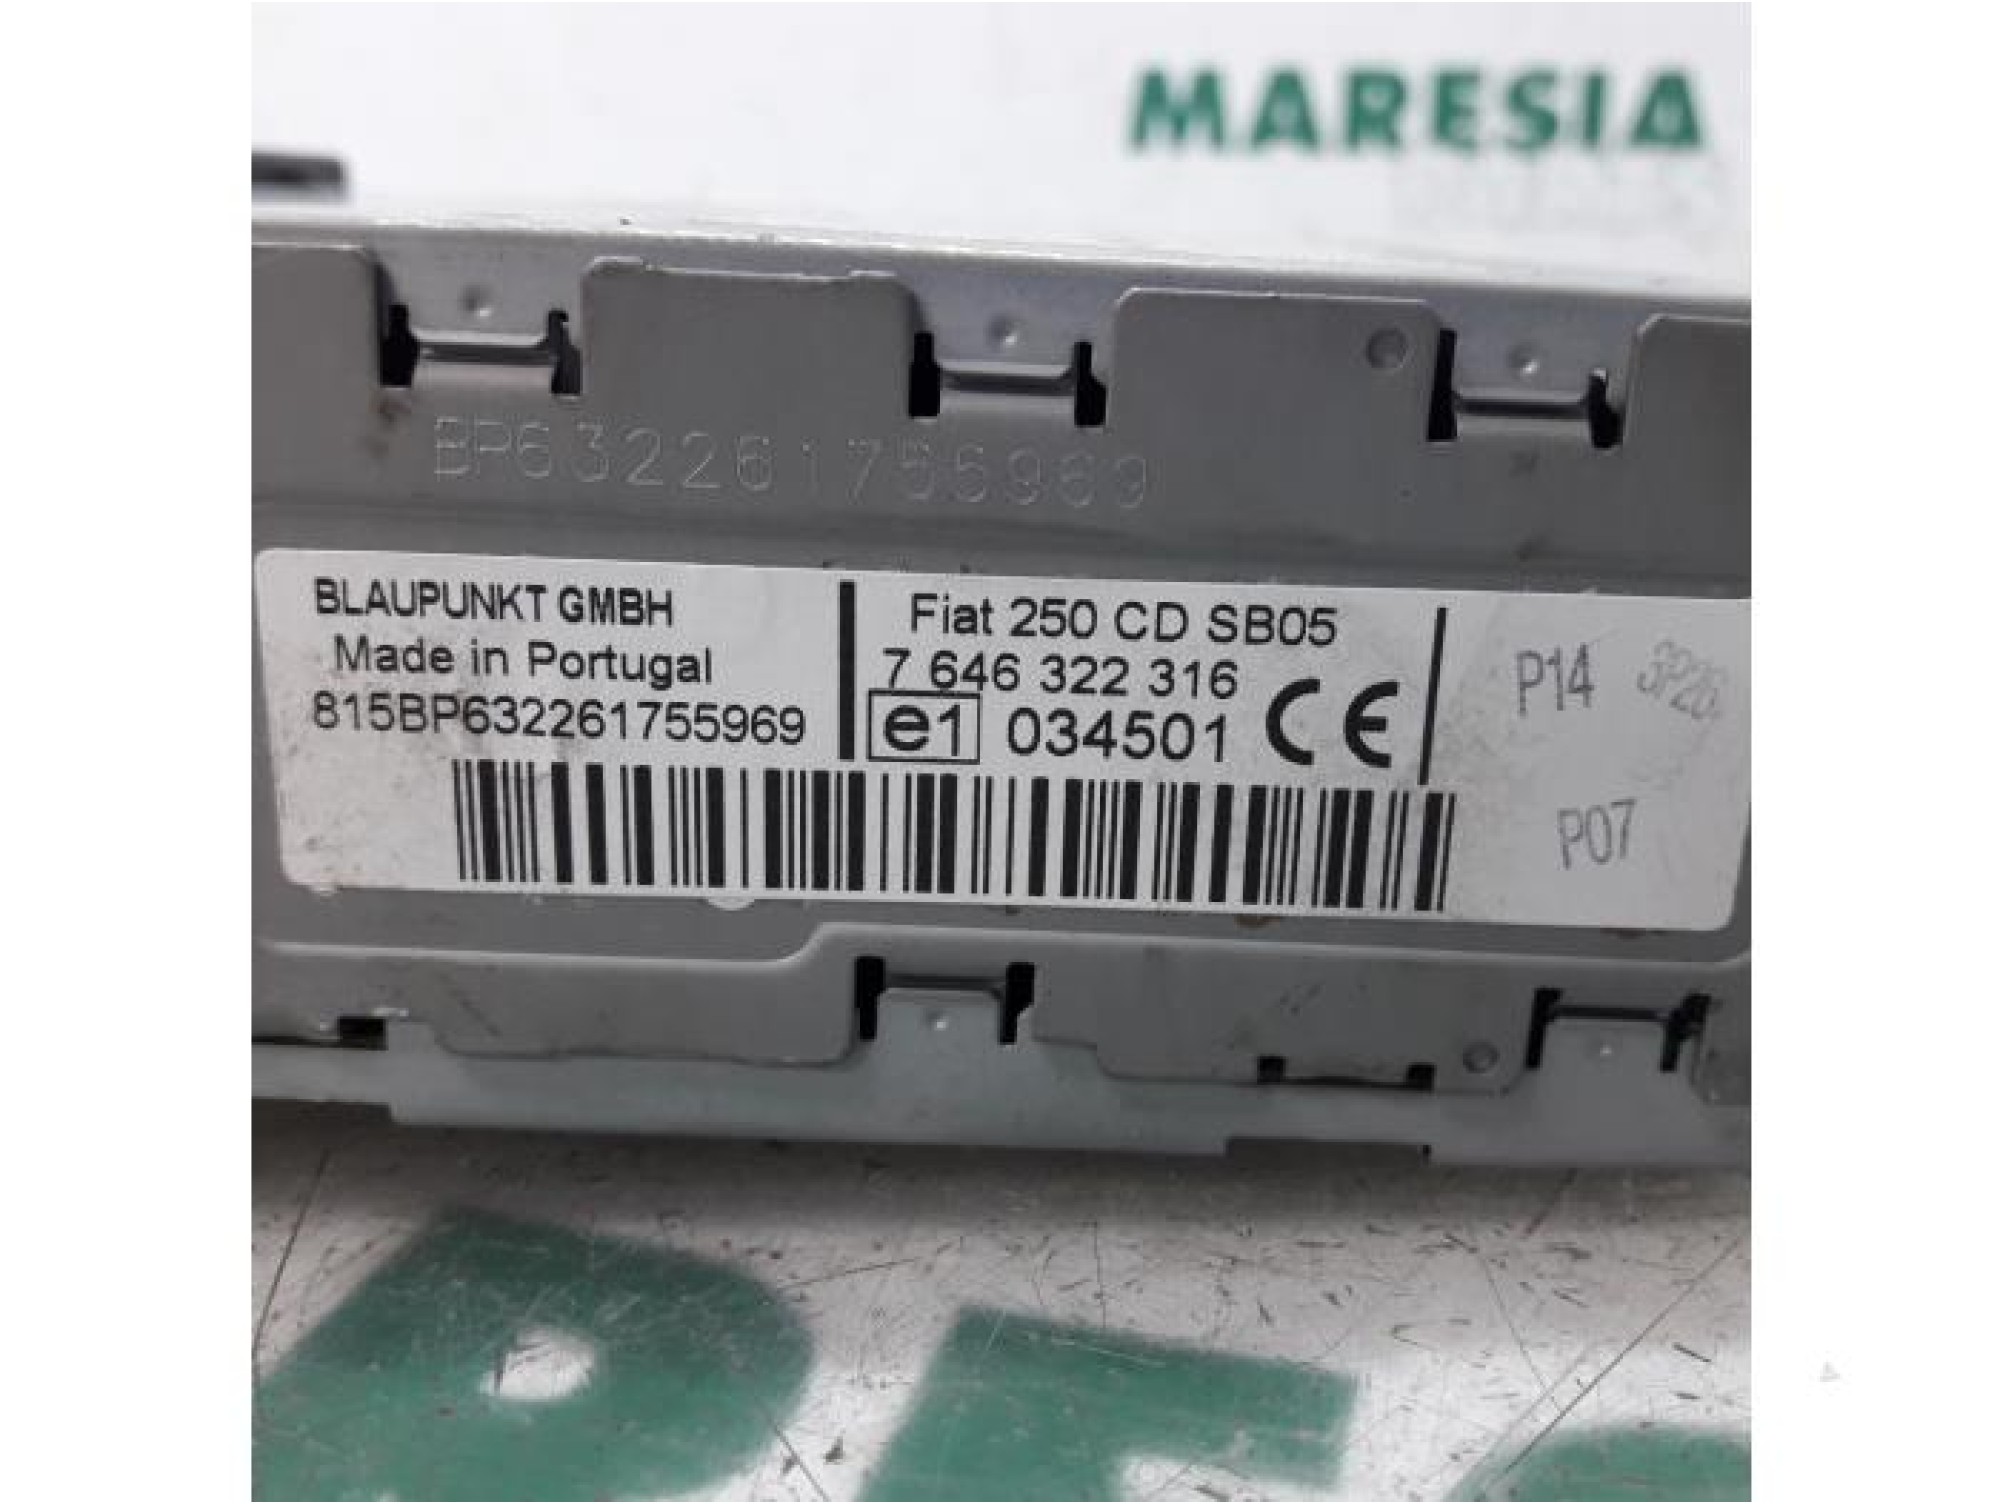 MARESIA
BP632261755969
BLAUPUNKT GMBH
Made in Portugal
815BP632261755969
Fiat 250 CD SB05
7 646 322 316
e1 034501 CE
P14
P07